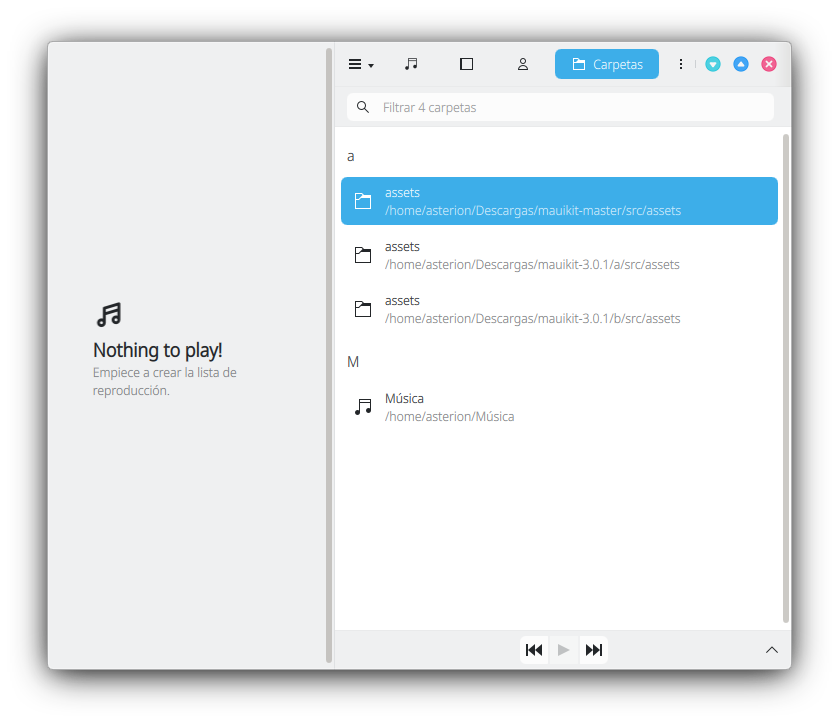 Carpetas
Filtrar 4 carpetas
a
assets
/home/asterion/Descargas/mauikit-master/src/assets
assets
/home/asterion/Descargas/mauikit-3.0.1/a/src/assets
assets
/home/asterion/Descargas/mauikit-3.0.1/b/src/assets
M
Música
/home/asterion/Música
Nothing to play!
Empiece a crear la lista de
reproducción.